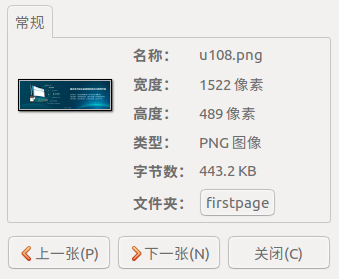 常规
名称： u108.png
宽度： 1522 像素
高度： 489 像素
类型： PNG 图像
字节数： 443.2 KB
文件夹： firstpage
上一张(P) 下一张(N) 关闭(C)